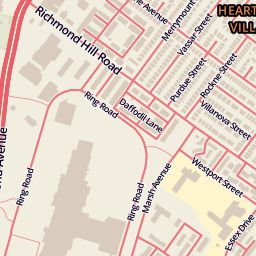 HEART
VILL
Avenue
Merrymount
Vassar Street
Richmond Hill Road
Purdue Street
Rockne Street
Villanova Street
Daffodil Lane
Ring Road
Avenue
Ring Road
Westport Street
Marsh Avenue
Ring Road
Essex Drive